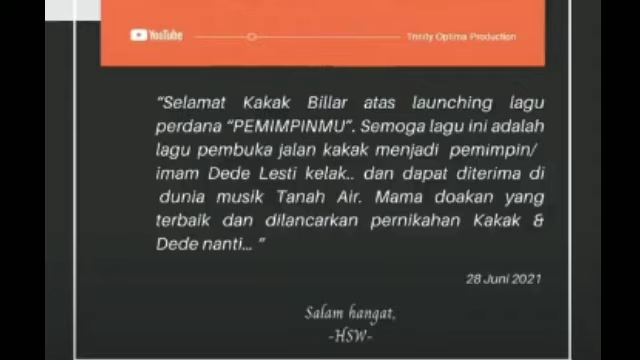 YouTube
Trinity Optima Production
"Selamat Kakak Billar atas launching lagu
perdana "PEMIMPINMU". Semoga lagu ini adalah
lagu pembuka jalan kakak menjadi pemimpin/
imam Dede Lesti kelak.. dan dapat diterima di
dunia musik Tanah Air. Mama doakan yang
terbaik dan dilancarkan pernikahan Kakak &
Dede nanti... "
28 Juni 2021
Salam hangat,
-HSW-